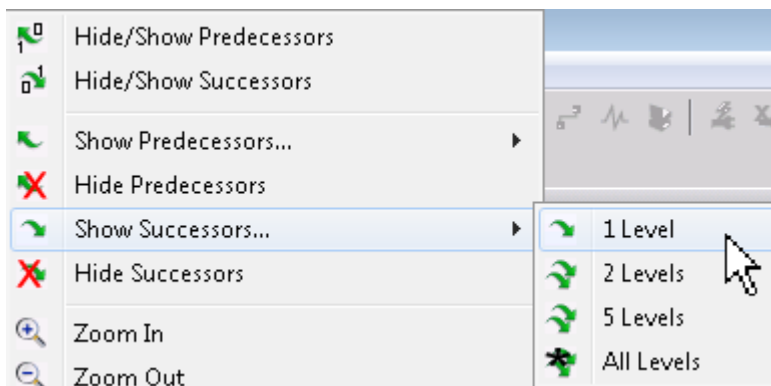 Hide/Show Predecessors
Hide/Show Successors
Show Predecessors...
Hide Predecessors
Show Successors...
1 Level
Hide Successors
2 Levels
5 Levels
Zoom In
All Levels
Zoom Out